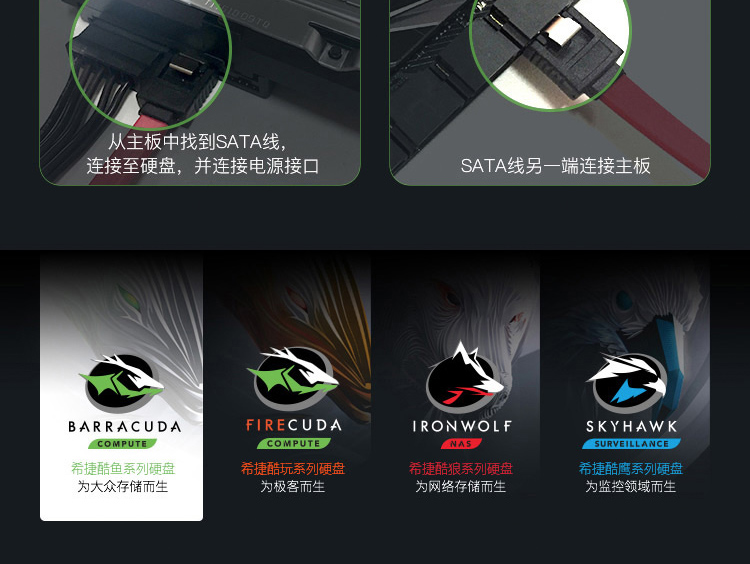 从主板中找到SATA线，
连接至硬盘，并连接电源接口
SATA线另一端连接主板
BARRACUDA
COMPUTE
希捷酷鱼系列硬盘
为大众存储而生
FIRECUDA
COMPUTE
希捷酷玩系列硬盘
为极客而生
IRONWOLF
NAS
希捷酷狼系列硬盘
为网络存储而生
SKYHAWK
SURVEILLANCE
希捷酷鹰系列硬盘
为监控领域而生